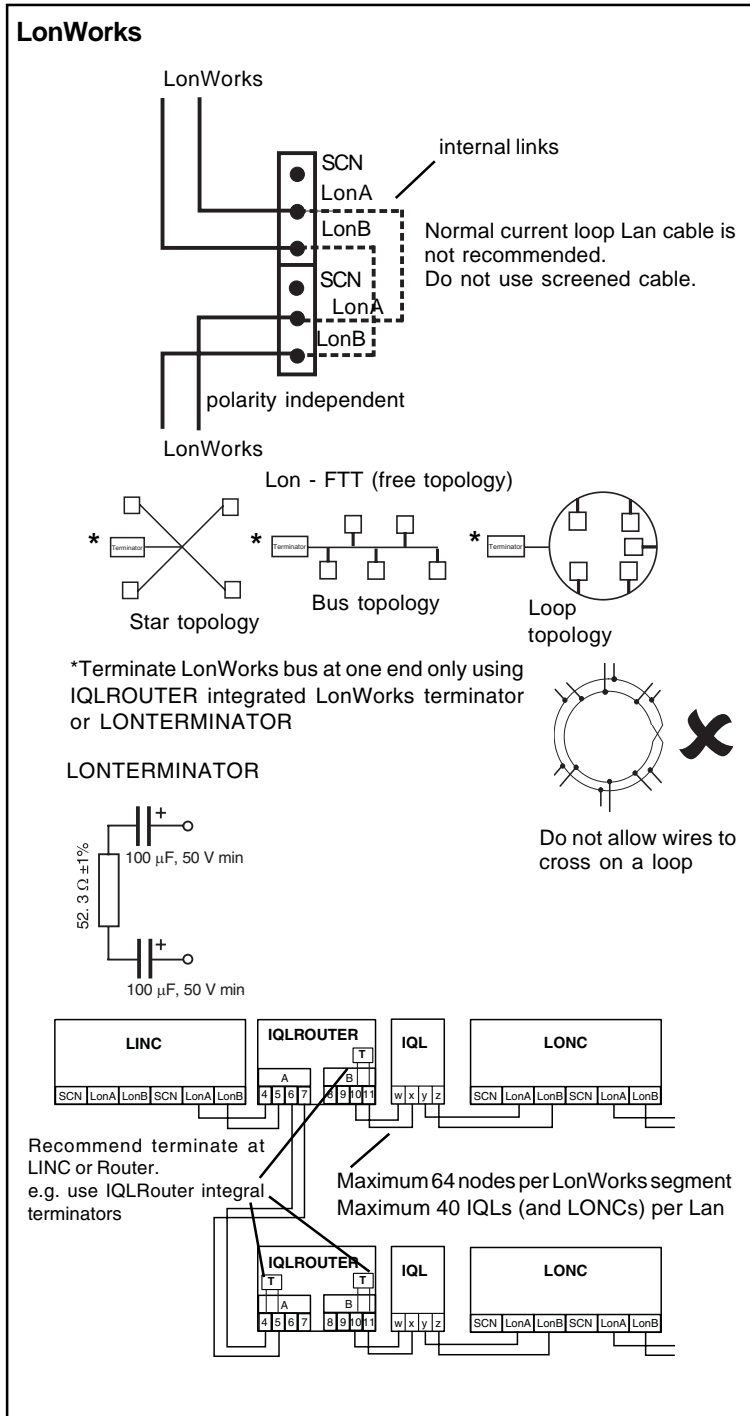 LonWorks
LonWorks
internal links
SCN
LonA
LonB
Normal current loop Lan cable is
not recommended.
Do not use screened cable.
SCN
LonA
LonB
polarity independent
LonWorks
Lon - FTT (free topology)
* Terminator
* Terminator
* Terminator
Star topology
Bus topology
Loop
topology
*Terminate LonWorks bus at one end only using
IQLROUTER integrated LonWorks terminator
or LONTERMINATOR
LONTERMINATOR
+
100 µF, 50 V min
52. 3 Ω ±1%
+
100 µF, 50 V min
Do not allow wires to
cross on a loop
LINC
IQLROUTER
IQL
LONC
T
A
B
SCN LonA LonB SCN LonA LonB
4 5 6 7
8 9 10 11
w x y z
SCN LonA LonB SCN LonA LonB
Recommend terminate at
LINC or Router.
e.g. use IQLRouter integral
terminators
Maximum 64 nodes per LonWorks segment
Maximum 40 IQLs (and LONCs) per Lan
IQLROUTER
IQL
LONC
T
T
A
B
4 5 6 7
8 9 10 11
w x y z
SCN LonA LonB SCN LonA LonB